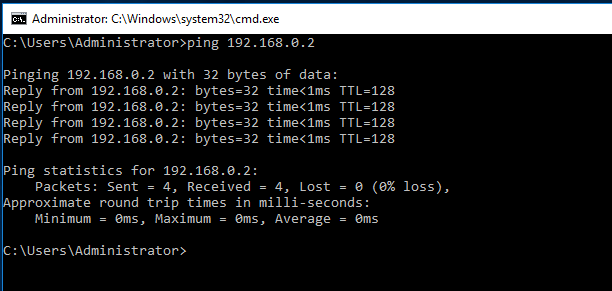 Administrator: C:\Windows\system32\cmd.exe
C:\Users\Administrator>ping 192.168.0.2
Pinging 192.168.0.2 with 32 bytes of data:
Reply from 192.168.0.2: bytes=32 time<1ms TTL=128
Reply from 192.168.0.2: bytes=32 time<1ms TTL=128
Reply from 192.168.0.2: bytes=32 time<1ms TTL=128
Reply from 192.168.0.2: bytes=32 time<1ms TTL=128
Ping statistics for 192.168.0.2:
    Packets: Sent = 4, Received = 4, Lost = 0 (0% loss),
Approximate round trip times in milli-seconds:
    Minimum = 0ms, Maximum = 0ms, Average = 0ms
C:\Users\Administrator>